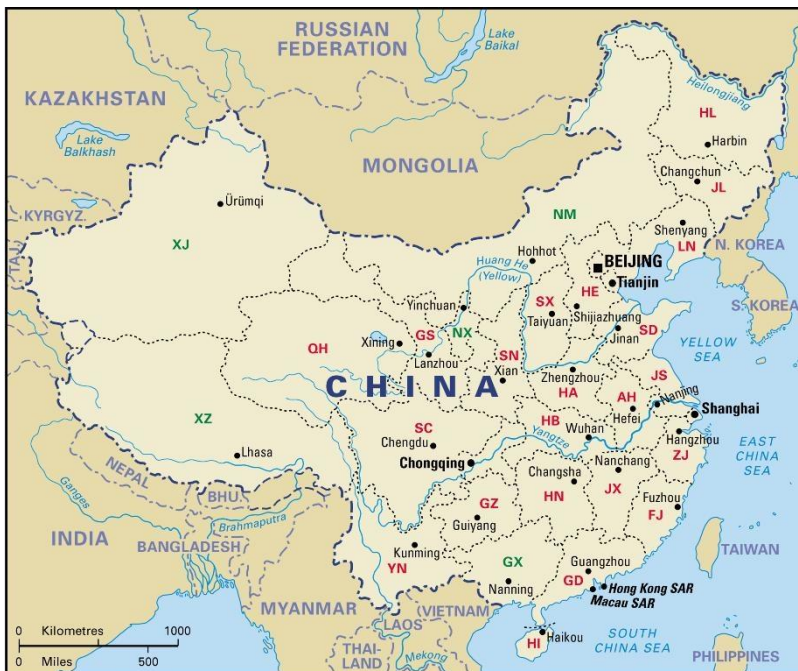 RUSSIAN
FEDERATION
Lake
Baikal
KAZAKHSTAN
Lake
Balkhash
MONGOLIA
Heilongjiang
HL
Harbin
Changchun
JL
KYRGYZ.
Ürümqi
XJ
NM
Shenyang
LN
N. KOREA
TAJ.
Hohhot
BEIJING
Tianjin
Huang He
(Yellow)
HE
S. KOREA
Yinchuan
SX
Taiyuan
Shijiazhuang
Jinan
SD
GS
NX
Xining
Lanzhou
QH
SN
Xian
Zhengzhou
YELLOW
SEA
CHINA
HA
AH
Hefei
JS
Nanjing
Shanghai
XZ
SC
Chengdu
HB
Yangtze
Wuhan
Hangzhou
ZJ
EAST
CHINA
SEA
Lhasa
Chongqing
Changsha
HN
Nanchang
JX
NEPAL
BHU.
Ganges
Brahmaputra
GZ
Guiyang
Fuzhou
FJ
INDIA
BANGLADESH
Kunming
YN
GX
Nanning
Guangzhou
GD
Hong Kong SAR
Macau SAR
TAIWAN
MYANMAR
VIETNAM
LAOS
THAI-
LAND
Mekong
HI
Haikou
SOUTH
CHINA SEA
PHILIPPINES
0 Kilometres 1000
0 Miles 500